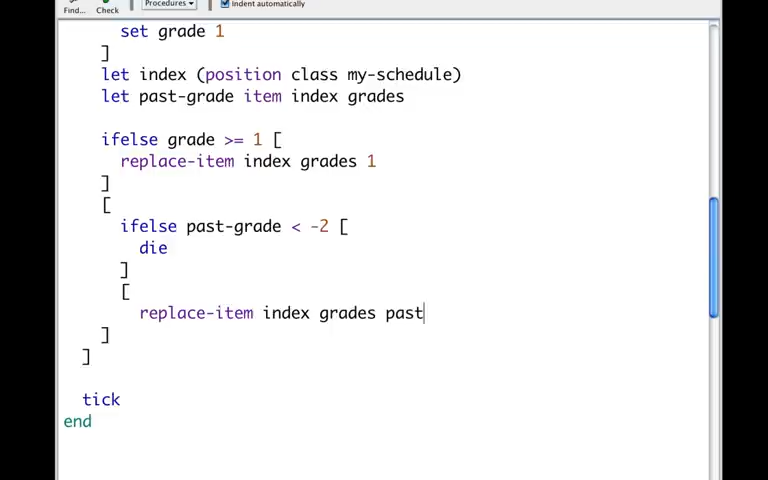 Find... Check Procedures Indent automatically
set grade 1
]
let index (position class my-schedule)
let past-grade item index grades
ifelse grade >= 1 [
replace-item index grades 1
]
[
ifelse past-grade < -2 [
die
]
[
replace-item index grades past
]
]
tick
end